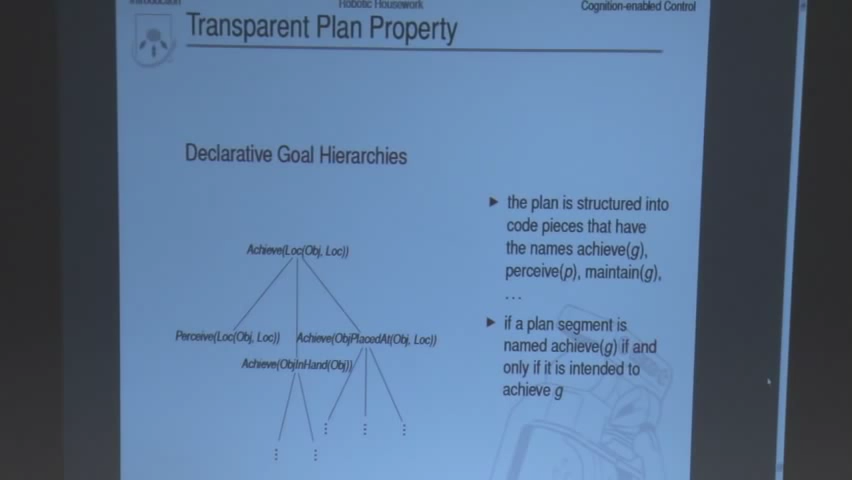 Introduction
Robotic Housework
Cognition-enabled Control
Transparent Plan Property
Declarative Goal Hierarchies
Achieve(Loc(Obj, Loc))
Perceive(Loc(Obj, Loc))
Achieve(ObjPlacedAt(Obj, Loc))
Achieve(ObjInHand(Obj))
▶ the plan is structured into
code pieces that have
the names achieve(g),
perceive(p), maintain(g),
...
▶ if a plan segment is
named achieve(g) if and
only if it is intended to
achieve g